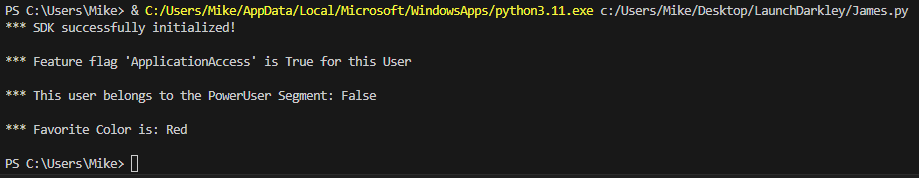 PS C:\Users\Mike> & C:/Users/Mike/AppData/Local/Microsoft/WindowsApps/python3.11.exe c:/Users/Mike/Desktop/LaunchDarkley/James.py
*** SDK successfully initialized!
*** Feature flag 'ApplicationAccess' is True for this User
*** This user belongs to the PowerUser Segment: False
*** Favorite Color is: Red
PS C:\Users\Mike>